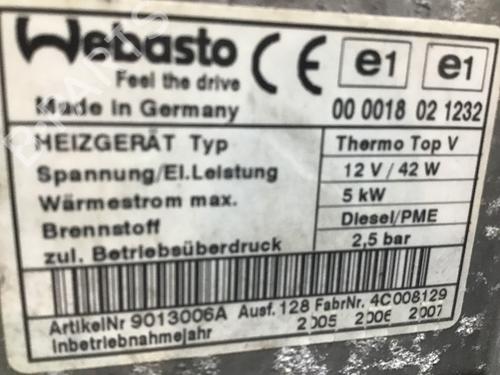 Webasto
Feel the drive
CE e1 e1
Made in Germany 00 0018 02 1232
HEIZGERÄT Typ Thermo Top V
Spannung/El.Leistung 12 V / 42 W
Wärmestrom max. 5 kW
Brennstoff Diesel/PME
zul. Betriebsüberdruck 2,5 bar
ArtikelNr 9013006A Ausf. 128 FabrNr. 4C008129
Inbetriebnahmejahr 2005 2006 2007